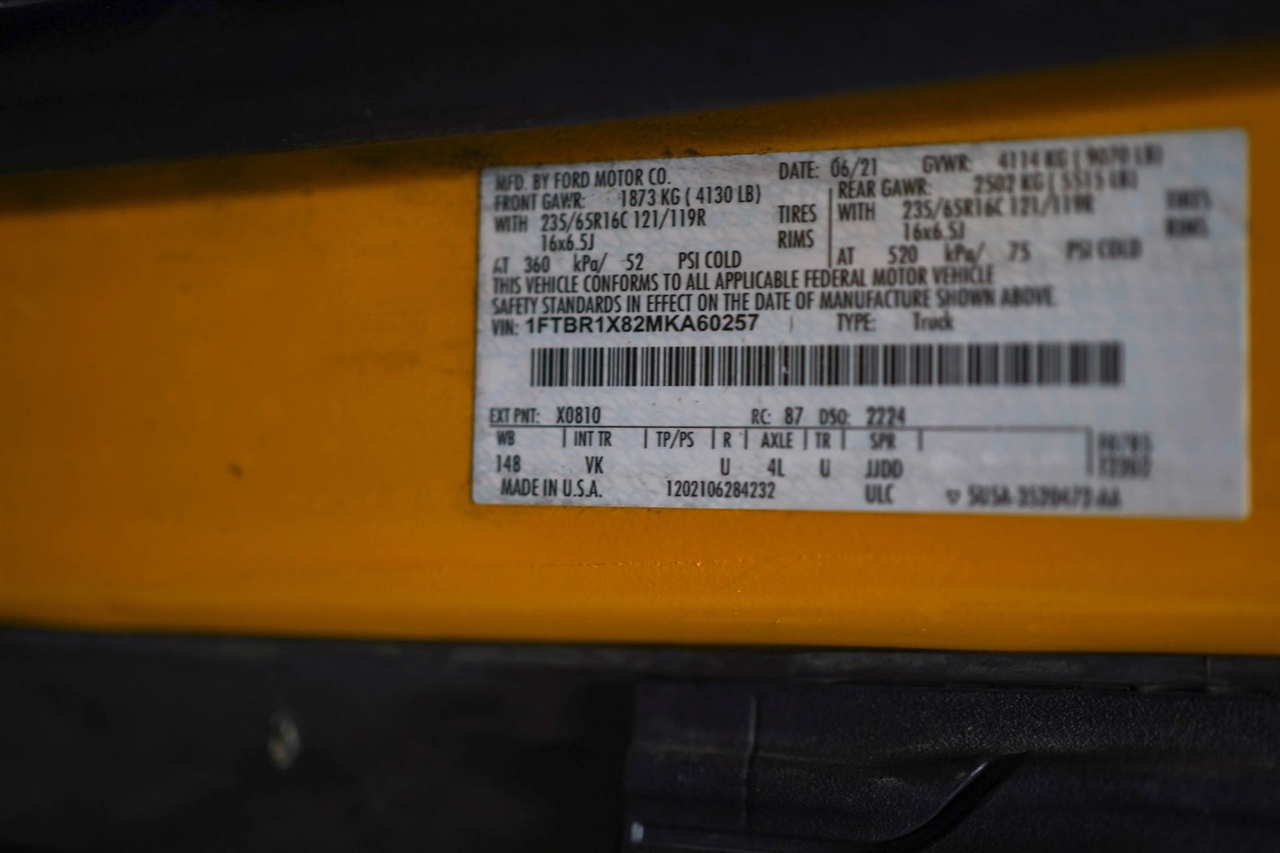 MFD. BY FORD MOTOR CO. DATE: 06/21 GVWR: 4114 KG ( 9070 LB)
FRONT GAWR: 1873 KG ( 4130 LB) REAR GAWR: 2502 KG ( 5515 LB)
WITH 235/65R16C 121/119R TIRES WITH 235/65R16C 121/119R TIRES
16x6.5J RIMS 16x6.5J RIMS
AT 360 kPa/ 52 PSI COLD AT 520 kPa/ 75 PSI COLD
THIS VEHICLE CONFORMS TO ALL APPLICABLE FEDERAL MOTOR VEHICLE
SAFETY STANDARDS IN EFFECT ON THE DATE OF MANUFACTURE SHOWN ABOVE.
VIN: 1FTBR1X82MKA60257 TYPE: Truck
EXT PNT: X0810 RC: 87 DSO: 2224
WB INT TR TP/PS R AXLE TR SPR
148 VK U 4L U JJDD
MADE IN U.S.A. 1202106284232 ULC